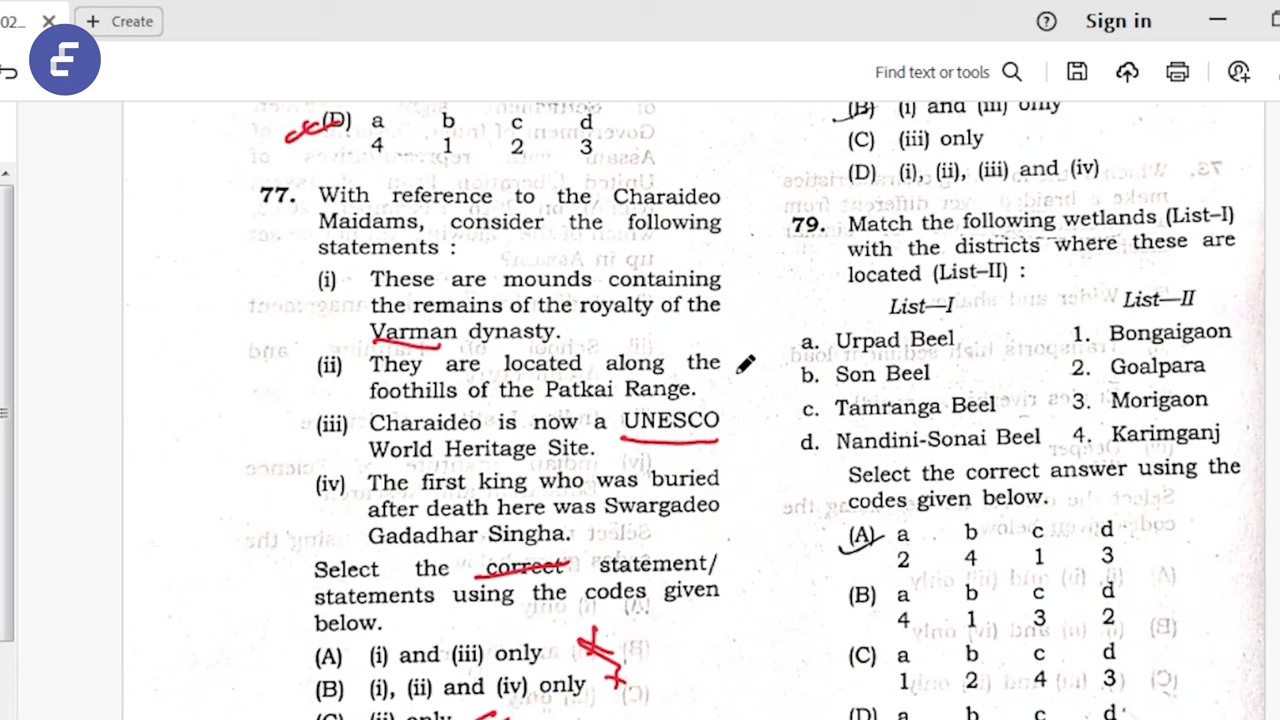 02_
Create
Sign in
Find text or tools
(D) a b c d
4 1 2 3
77. With reference to the Charaideo
Maidams, consider the following
statements :
(i) These are mounds containing
the remains of the royalty of the
Varman dynasty.
(ii) They are located along the
foothills of the Patkai Range.
(iii) Charaideo is now a UNESCO
World Heritage Site.
(iv) The first king who was buried
after death here was Swargadeo
Gadadhar Singha.
Select the correct statement/
statements using the codes given
below.
(A) (i) and (iii) only
(B) (i), (ii) and (iv) only
(C) (ii) only
(B) (i) and (iii) only
(C) (iii) only
(D) (i), (ii), (iii) and (iv)
79. Match the following wetlands (List–I)
with the districts where these are
located (List–II) :
List—I List—II
a. Urpad Beel 1. Bongaigaon
b. Son Beel 2. Goalpara
c. Tamranga Beel 3. Morigaon
d. Nandini-Sonai Beel 4. Karimganj
Select the correct answer using the
codes given below.
(A) a b c d
2 4 1 3
(B) a b c d
4 1 3 2
(C) a b c d
1 2 4 3
(D) a b c d